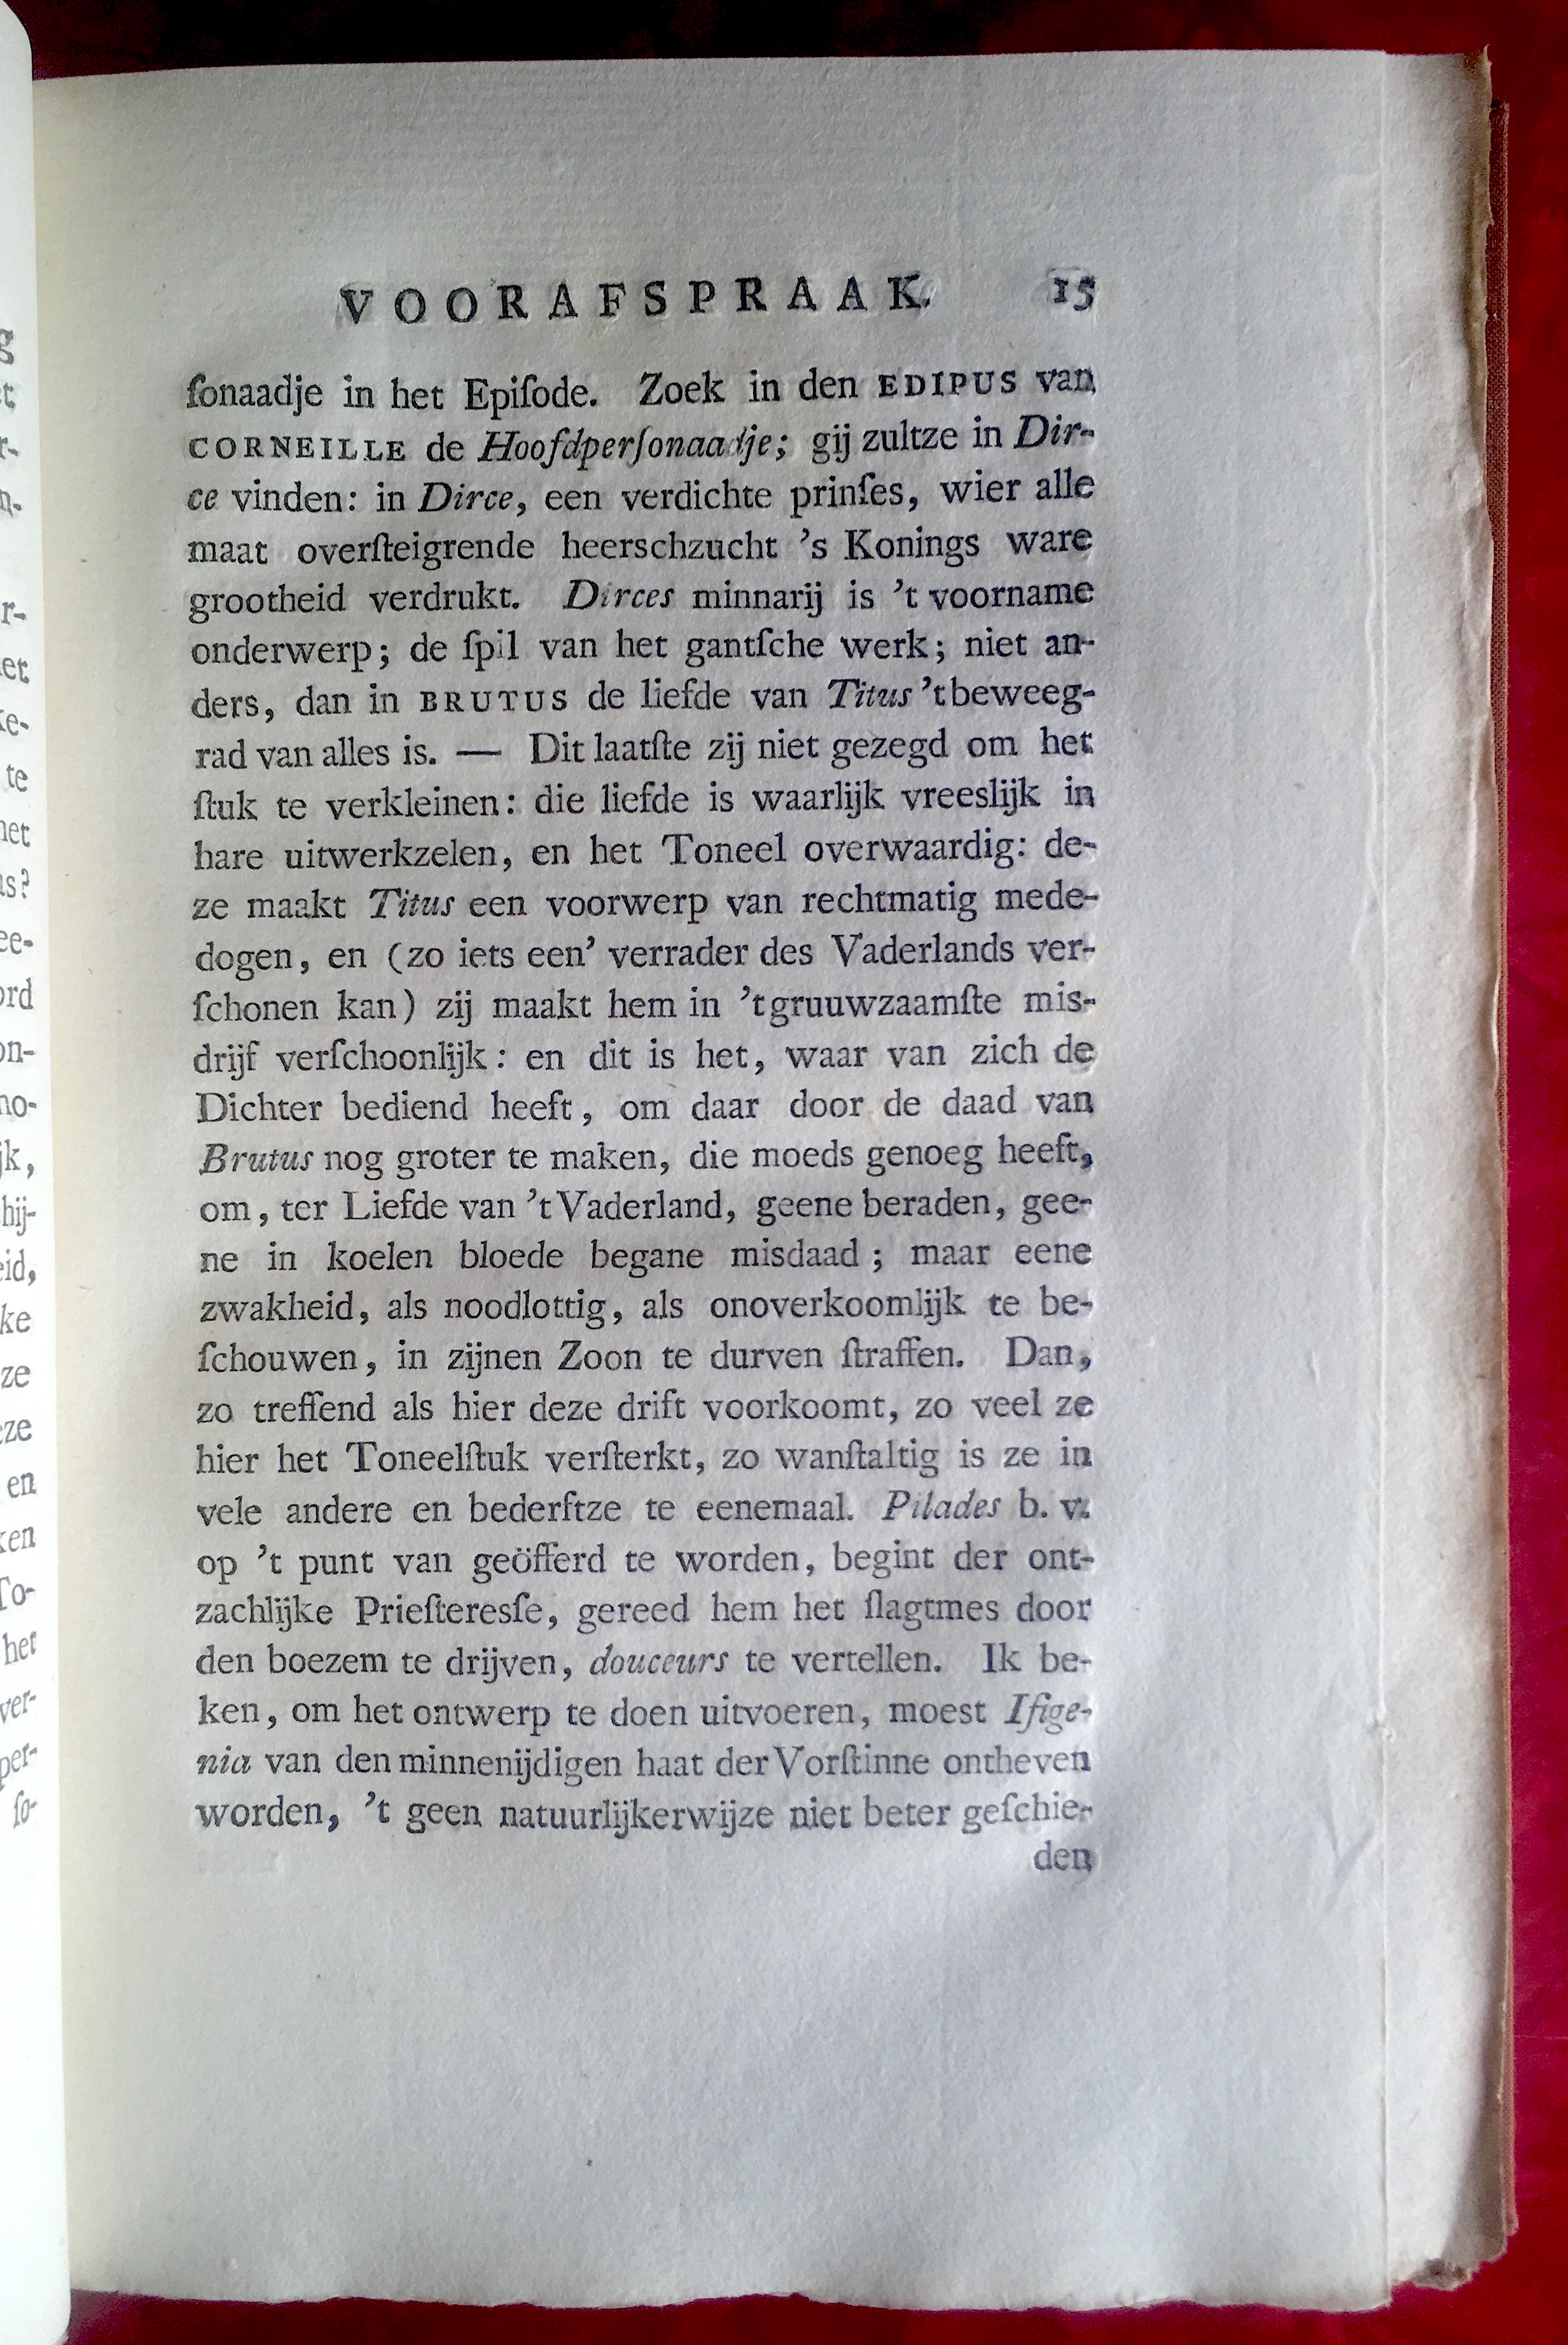 VOORAFSPRAAK. 15
ſonaadje in het Epiſode. Zoek in den EDIPUS van
CORNEILLE de Hoofdperſonaadje; gij zultze in Dir-
ce vinden: in Dirce, een verdichte prinſes, wier alle
maat overſteigrende heerschzucht 's Konings ware
grootheid verdrukt. Dirces minnarij is 't voorname
onderwerp; de ſpil van het gantſche werk; niet an-
ders, dan in BRUTUS de liefde van Titus 't beweeg-
rad van alles is. — Dit laatſte zij niet gezegd om het
ſtuk te verkleinen: die liefde is waarlijk vreeslijk in
hare uitwerkzelen, en het Toneel overwaardig: de-
ze maakt Titus een voorwerp van rechtmatig mede-
dogen, en (zo iets een' verrader des Vaderlands ver-
ſchonen kan) zij maakt hem in 't gruuwzaamſte mis-
drijf verſchoonlijk: en dit is het, waar van zich de
Dichter bediend heeft, om daar door de daad van
Brutus nog groter te maken, die moeds genoeg heeft,
om, ter Liefde van 't Vaderland, geene beraden, gee-
ne in koelen bloede begane misdaad; maar eene
zwakheid, als noodlottig, als onoverkoomlijk te be-
ſchouwen, in zijnen Zoon te durven ſtraffen. Dan,
zo treffend als hier deze drift voorkoomt, zo veel ze
hier het Toneelſtuk verſterkt, zo wanſtaltig is ze in
vele andere en bederftze te eenemaal. Pilades b. v.
op 't punt van geöfferd te worden, begint der ont-
zachlijke Prieſteresſe, gereed hem het ſlagtmes door
den boezem te drijven, douceurs te vertellen. Ik be-
ken, om het ontwerp te doen uitvoeren, moest Ifige-
nia van den minnenijdigen haat der Vorſtinne ontheven
worden, 't geen natuurlijkerwijze niet beter geſchie-
den